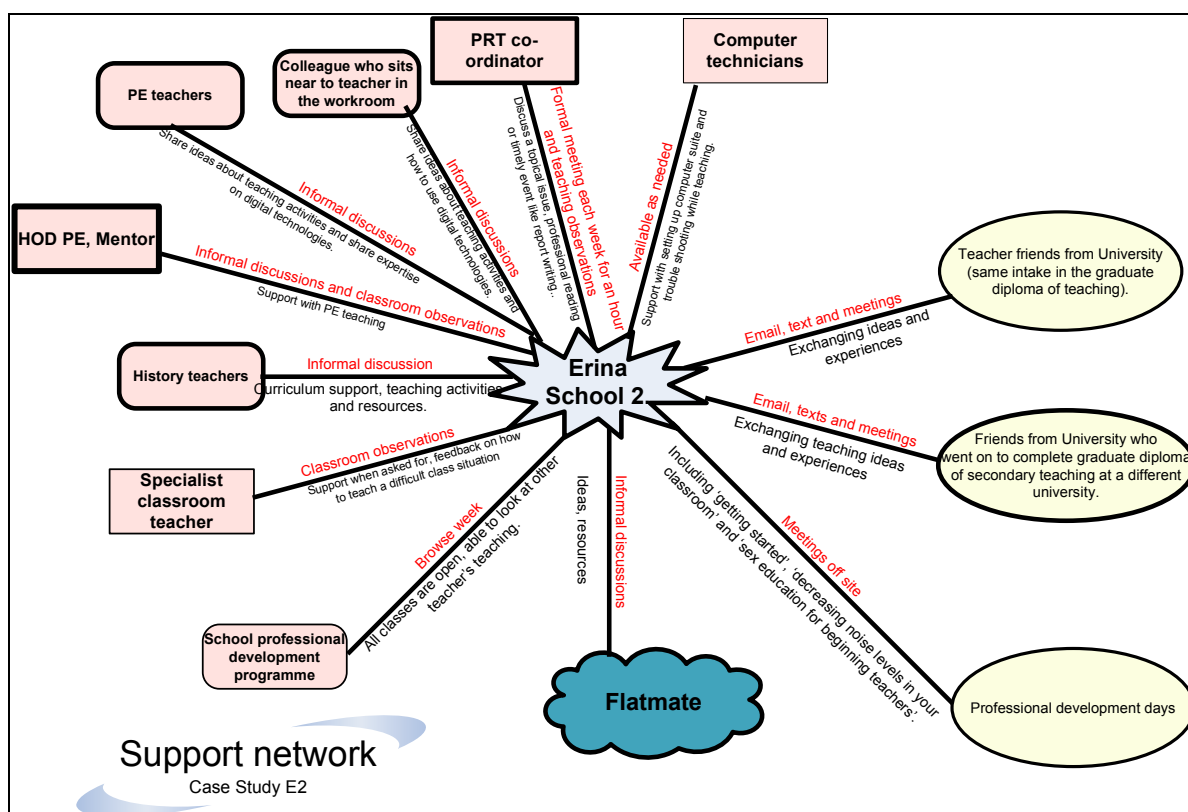 PRT co-
ordinator
Computer
technicians
Colleague who sits
near to teacher in
the workroom
PE teachers
HOD PE, Mentor
History teachers
Specialist
classroom
teacher
School professional
development
programme
Flatmate
Professional development days
Friends from University who
went on to complete graduate diploma
of secondary teaching at a different
university.
Teacher friends from University
(same intake in the graduate
diploma of teaching).
Erina
School 2
Formal meeting each week for an hour
and teaching observations
Discuss a topical issue, professional reading
or timely event like report writing...
Available as needed
Support with setting up computer suite and
trouble shooting while teaching.
Informal discussions
Share ideas about teaching activities and
how to use digital technologies.
Informal discussions
Share ideas about teaching activities and share expertise
on digital technologies.
Informal discussions and classroom observations
Support with PE teaching
Informal discussion
Curriculum support, teaching activities
and resources.
Classroom observations
Support when asked for, feedback on how
to teach a difficult class situation
Browse week
All classes are open, able to look at other
teacher's teaching.
Informal discussions
Ideas, resources
Meetings off site
Including 'getting started', 'decreasing noise levels in your
classroom' and 'sex education for beginning teachers'.
Email, texts and meetings
Exchanging teaching ideas
and experiences
Email, text and meetings
Exchanging ideas and
experiences
Support network
Case Study E2